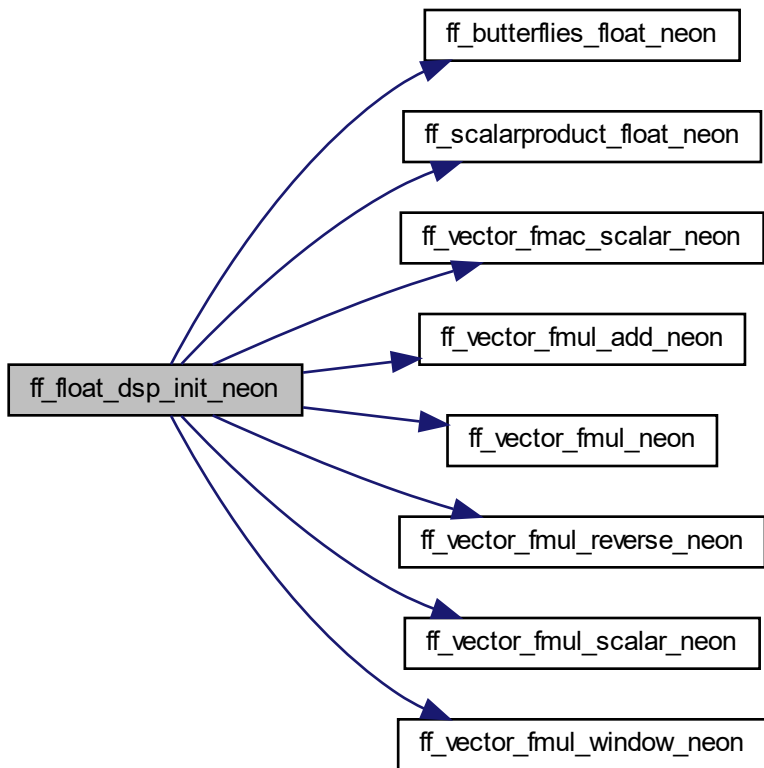 ff_butterflies_float_neon
ff_scalarproduct_float_neon
ff_vector_fmac_scalar_neon
ff_vector_fmul_add_neon
ff_float_dsp_init_neon
ff_vector_fmul_neon
ff_vector_fmul_reverse_neon
ff_vector_fmul_scalar_neon
ff_vector_fmul_window_neon